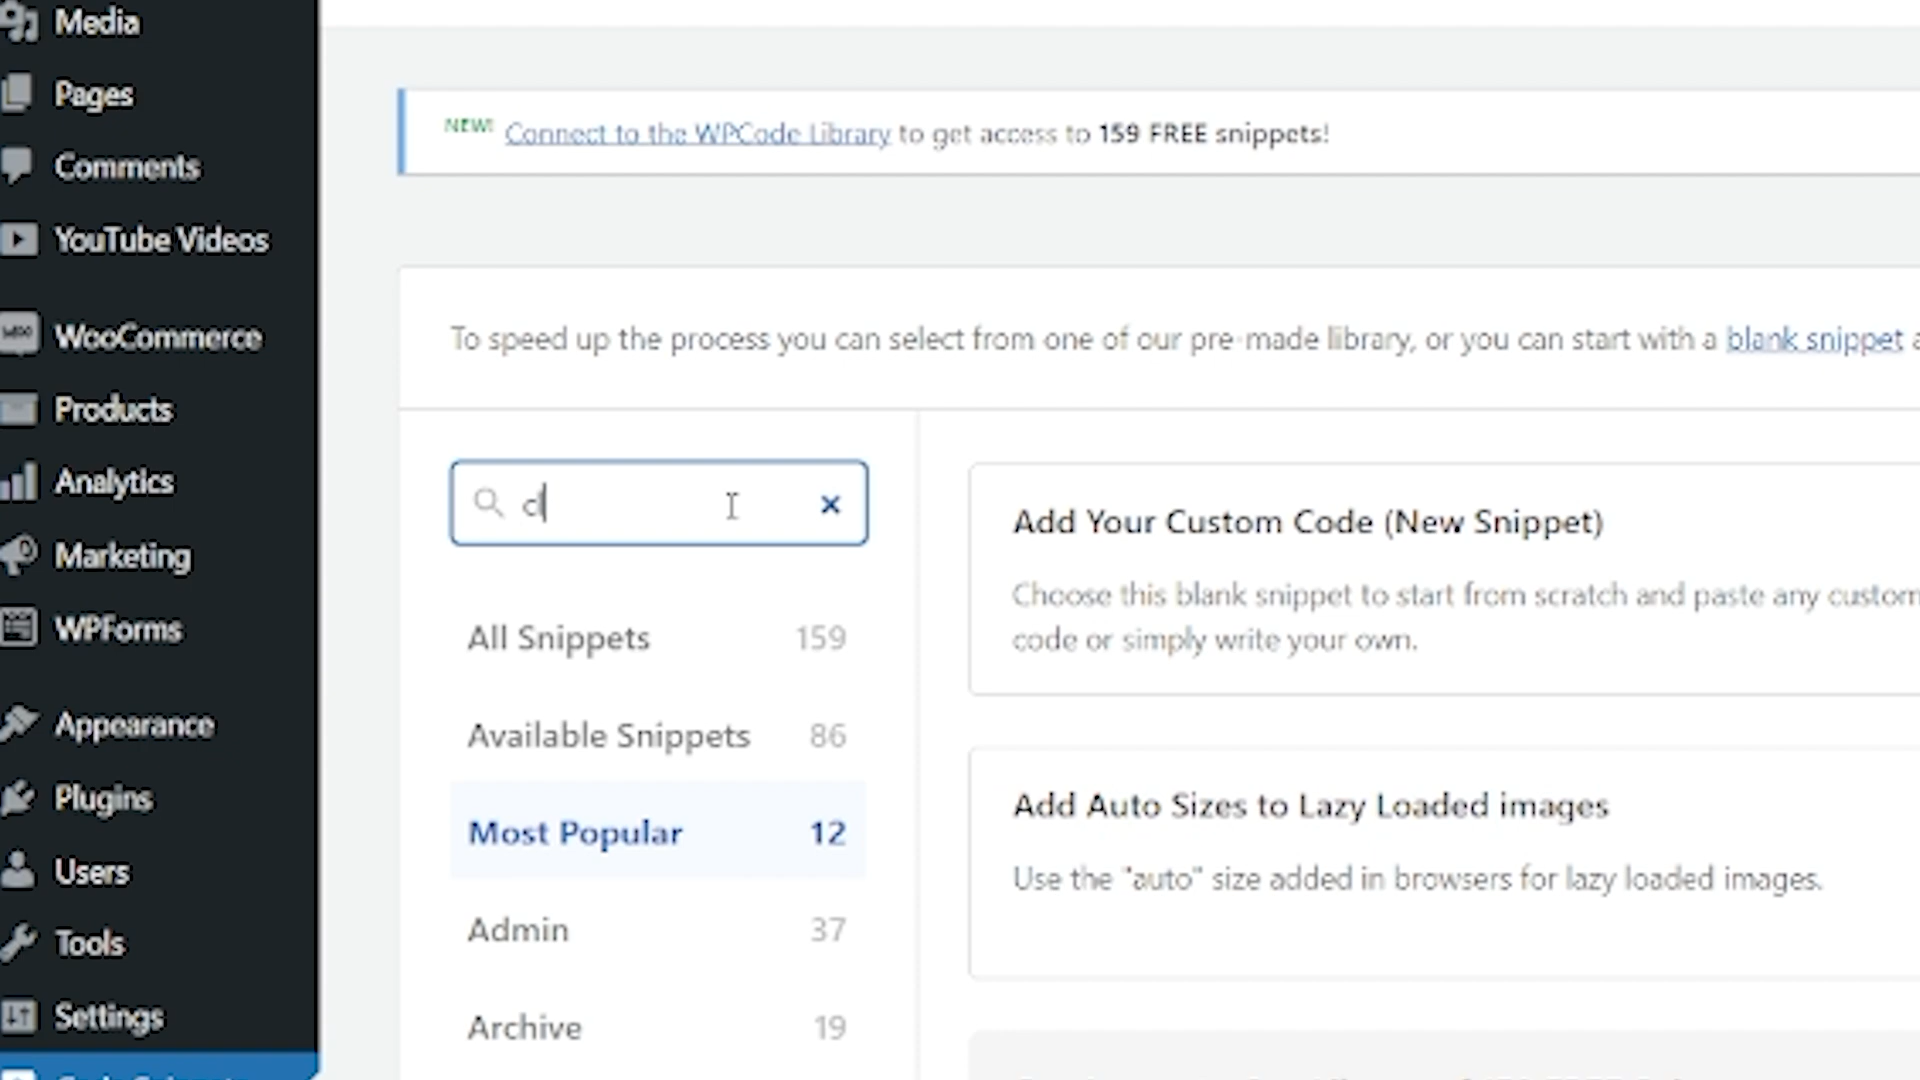 Media
Pages
Comments
YouTube Videos
WooCommerce
Products
Analytics
Marketing
WPForms
Appearance
Plugins
Users
Tools
Settings
NEW! Connect to the WPCode Library to get access to 159 FREE snippets!
To speed up the process you can select from one of our pre-made library, or you can start with a blank snippet
All Snippets 159
Available Snippets 86
Most Popular 12
Admin 37
Archive 19
Add Your Custom Code (New Snippet)
Choose this blank snippet to start from scratch and paste any custom
code or simply write your own.
Add Auto Sizes to Lazy Loaded images
Use the "auto" size added in browsers for lazy loaded images.